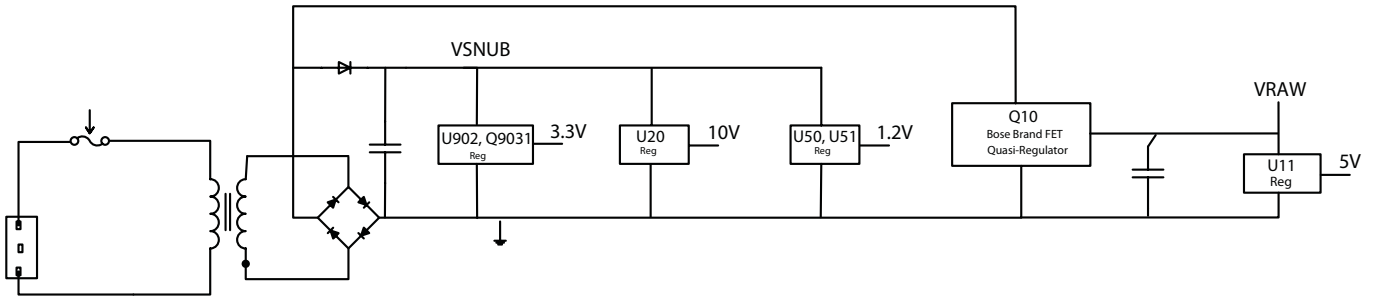 VSNUB
U902, Q9031
Reg
3.3V
U20
Reg
10V
U50, U51
Reg
1.2V
Q10
Bose Brand FET
Quasi-Regulator
VRAW
U11
Reg
5V